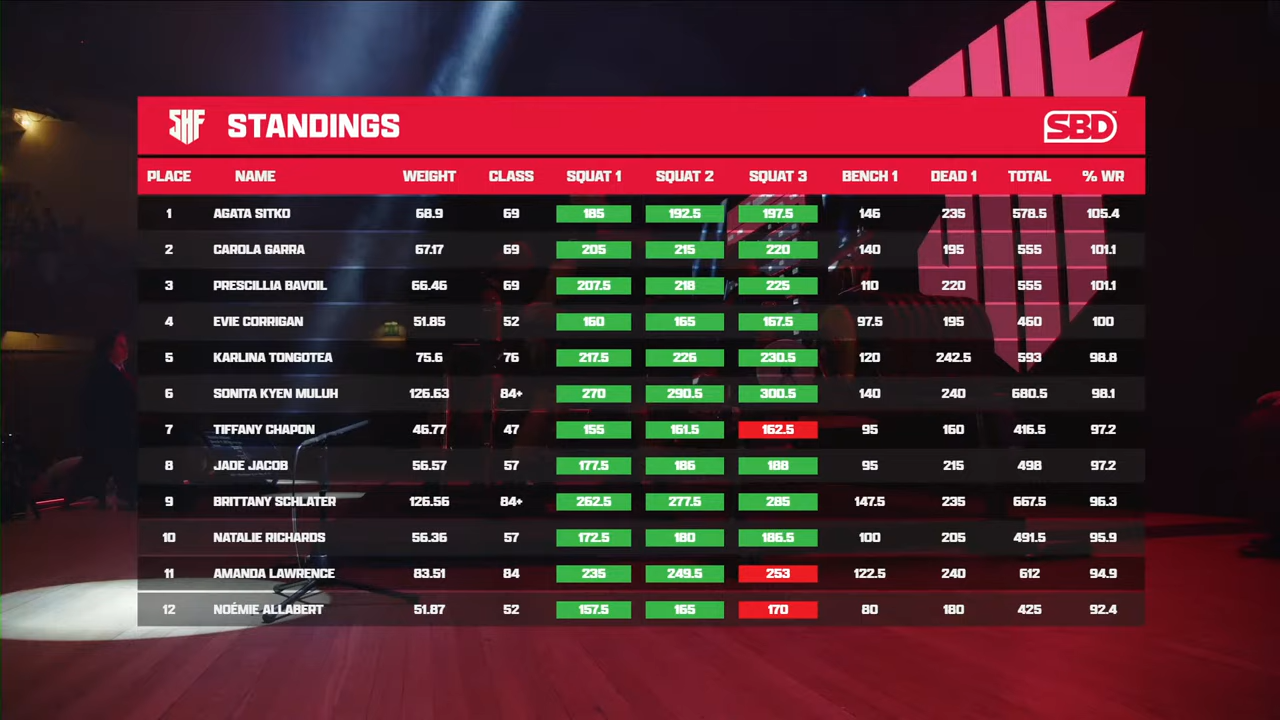 SHF STANDINGS SBD
PLACE NAME WEIGHT CLASS SQUAT 1 SQUAT 2 SQUAT 3 BENCH 1 DEAD 1 TOTAL % WR
1 AGATA SITKO 68.9 69 185 192.5 197.5 146 235 578.5 105.4
2 CAROLA GARRA 67.17 69 205 215 220 140 195 555 101.1
3 PRESCILLIA BAVOIL 66.46 69 207.5 218 225 110 220 555 101.1
4 EVIE CORRIGAN 51.85 52 160 165 167.5 97.5 195 460 100
5 KARLINA TONGOTEA 75.6 76 217.5 226 230.5 120 242.5 593 98.8
6 SONITA KYEN MULUH 126.63 84+ 270 290.5 300.5 140 240 680.5 98.1
7 TIFFANY CHAPON 46.77 47 155 161.5 162.5 95 160 416.5 97.2
8 JADE JACOB 56.57 57 177.5 186 188 95 215 498 97.2
9 BRITTANY SCHLATER 126.56 84+ 262.5 277.5 285 147.5 235 667.5 96.3
10 NATALIE RICHARDS 56.36 57 172.5 180 186.5 100 205 491.5 95.9
11 AMANDA LAWRENCE 83.51 84 235 249.5 253 122.5 240 612 94.9
12 NOÉMIE ALLABERT 51.87 52 157.5 165 170 80 180 425 92.4